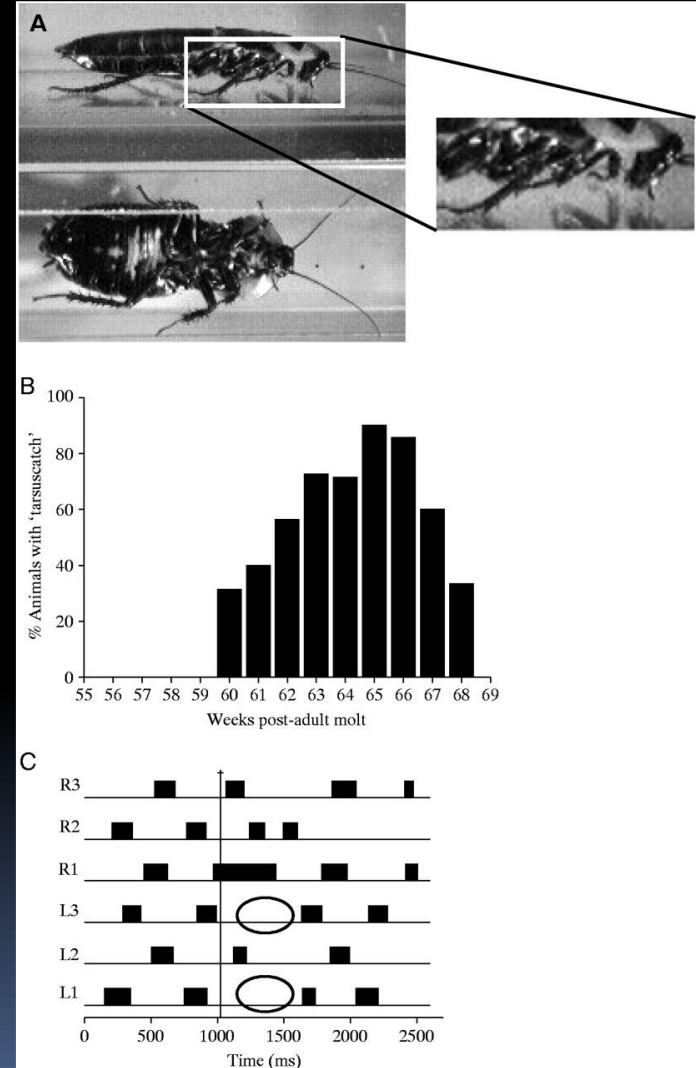 A
B
% Animals with 'tarsuscatch'
100
80
60
40
20
0
55 56 57 58 59 60 61 62 63 64 65 66 67 68 69
Weeks post-adult molt
C
R3
R2
R1
L3
L2
L1
0 500 1000 1500 2000 2500
Time (ms)